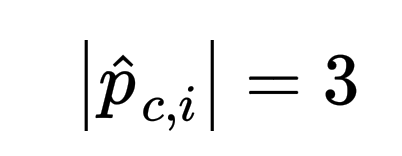 |p̂_{c,i}| = 3